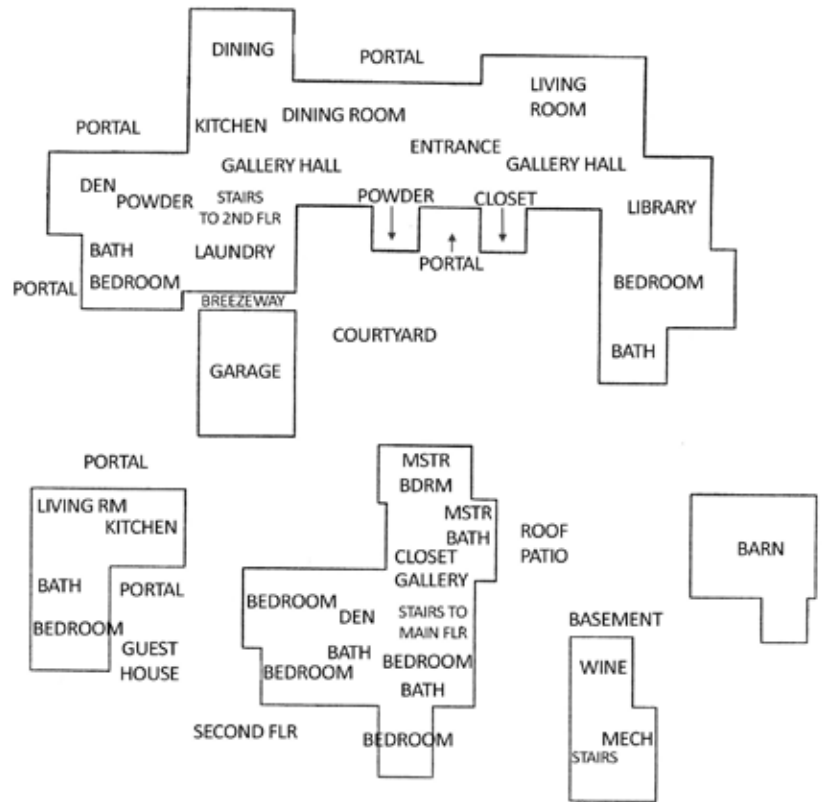 DINING
PORTAL
LIVING
ROOM
DINING ROOM
KITCHEN
PORTAL
ENTRANCE
GALLERY HALL
GALLERY HALL
DEN
POWDER
STAIRS
TO 2ND FLR
POWDER
CLOSET
LIBRARY
BATH
LAUNDRY
PORTAL
BEDROOM
BEDROOM
PORTAL
BREEZEWAY
COURTYARD
BATH
GARAGE
PORTAL
LIVING RM
KITCHEN
BATH
PORTAL
BEDROOM
GUEST
HOUSE
MSTR
BDRM
MSTR
BATH
ROOF
PATIO
CLOSET
GALLERY
BEDROOM
DEN
STAIRS TO
MAIN FLR
BATH
BEDROOM
BEDROOM
BATH
SECOND FLR
BEDROOM
BARN
BASEMENT
WINE
MECH
STAIRS